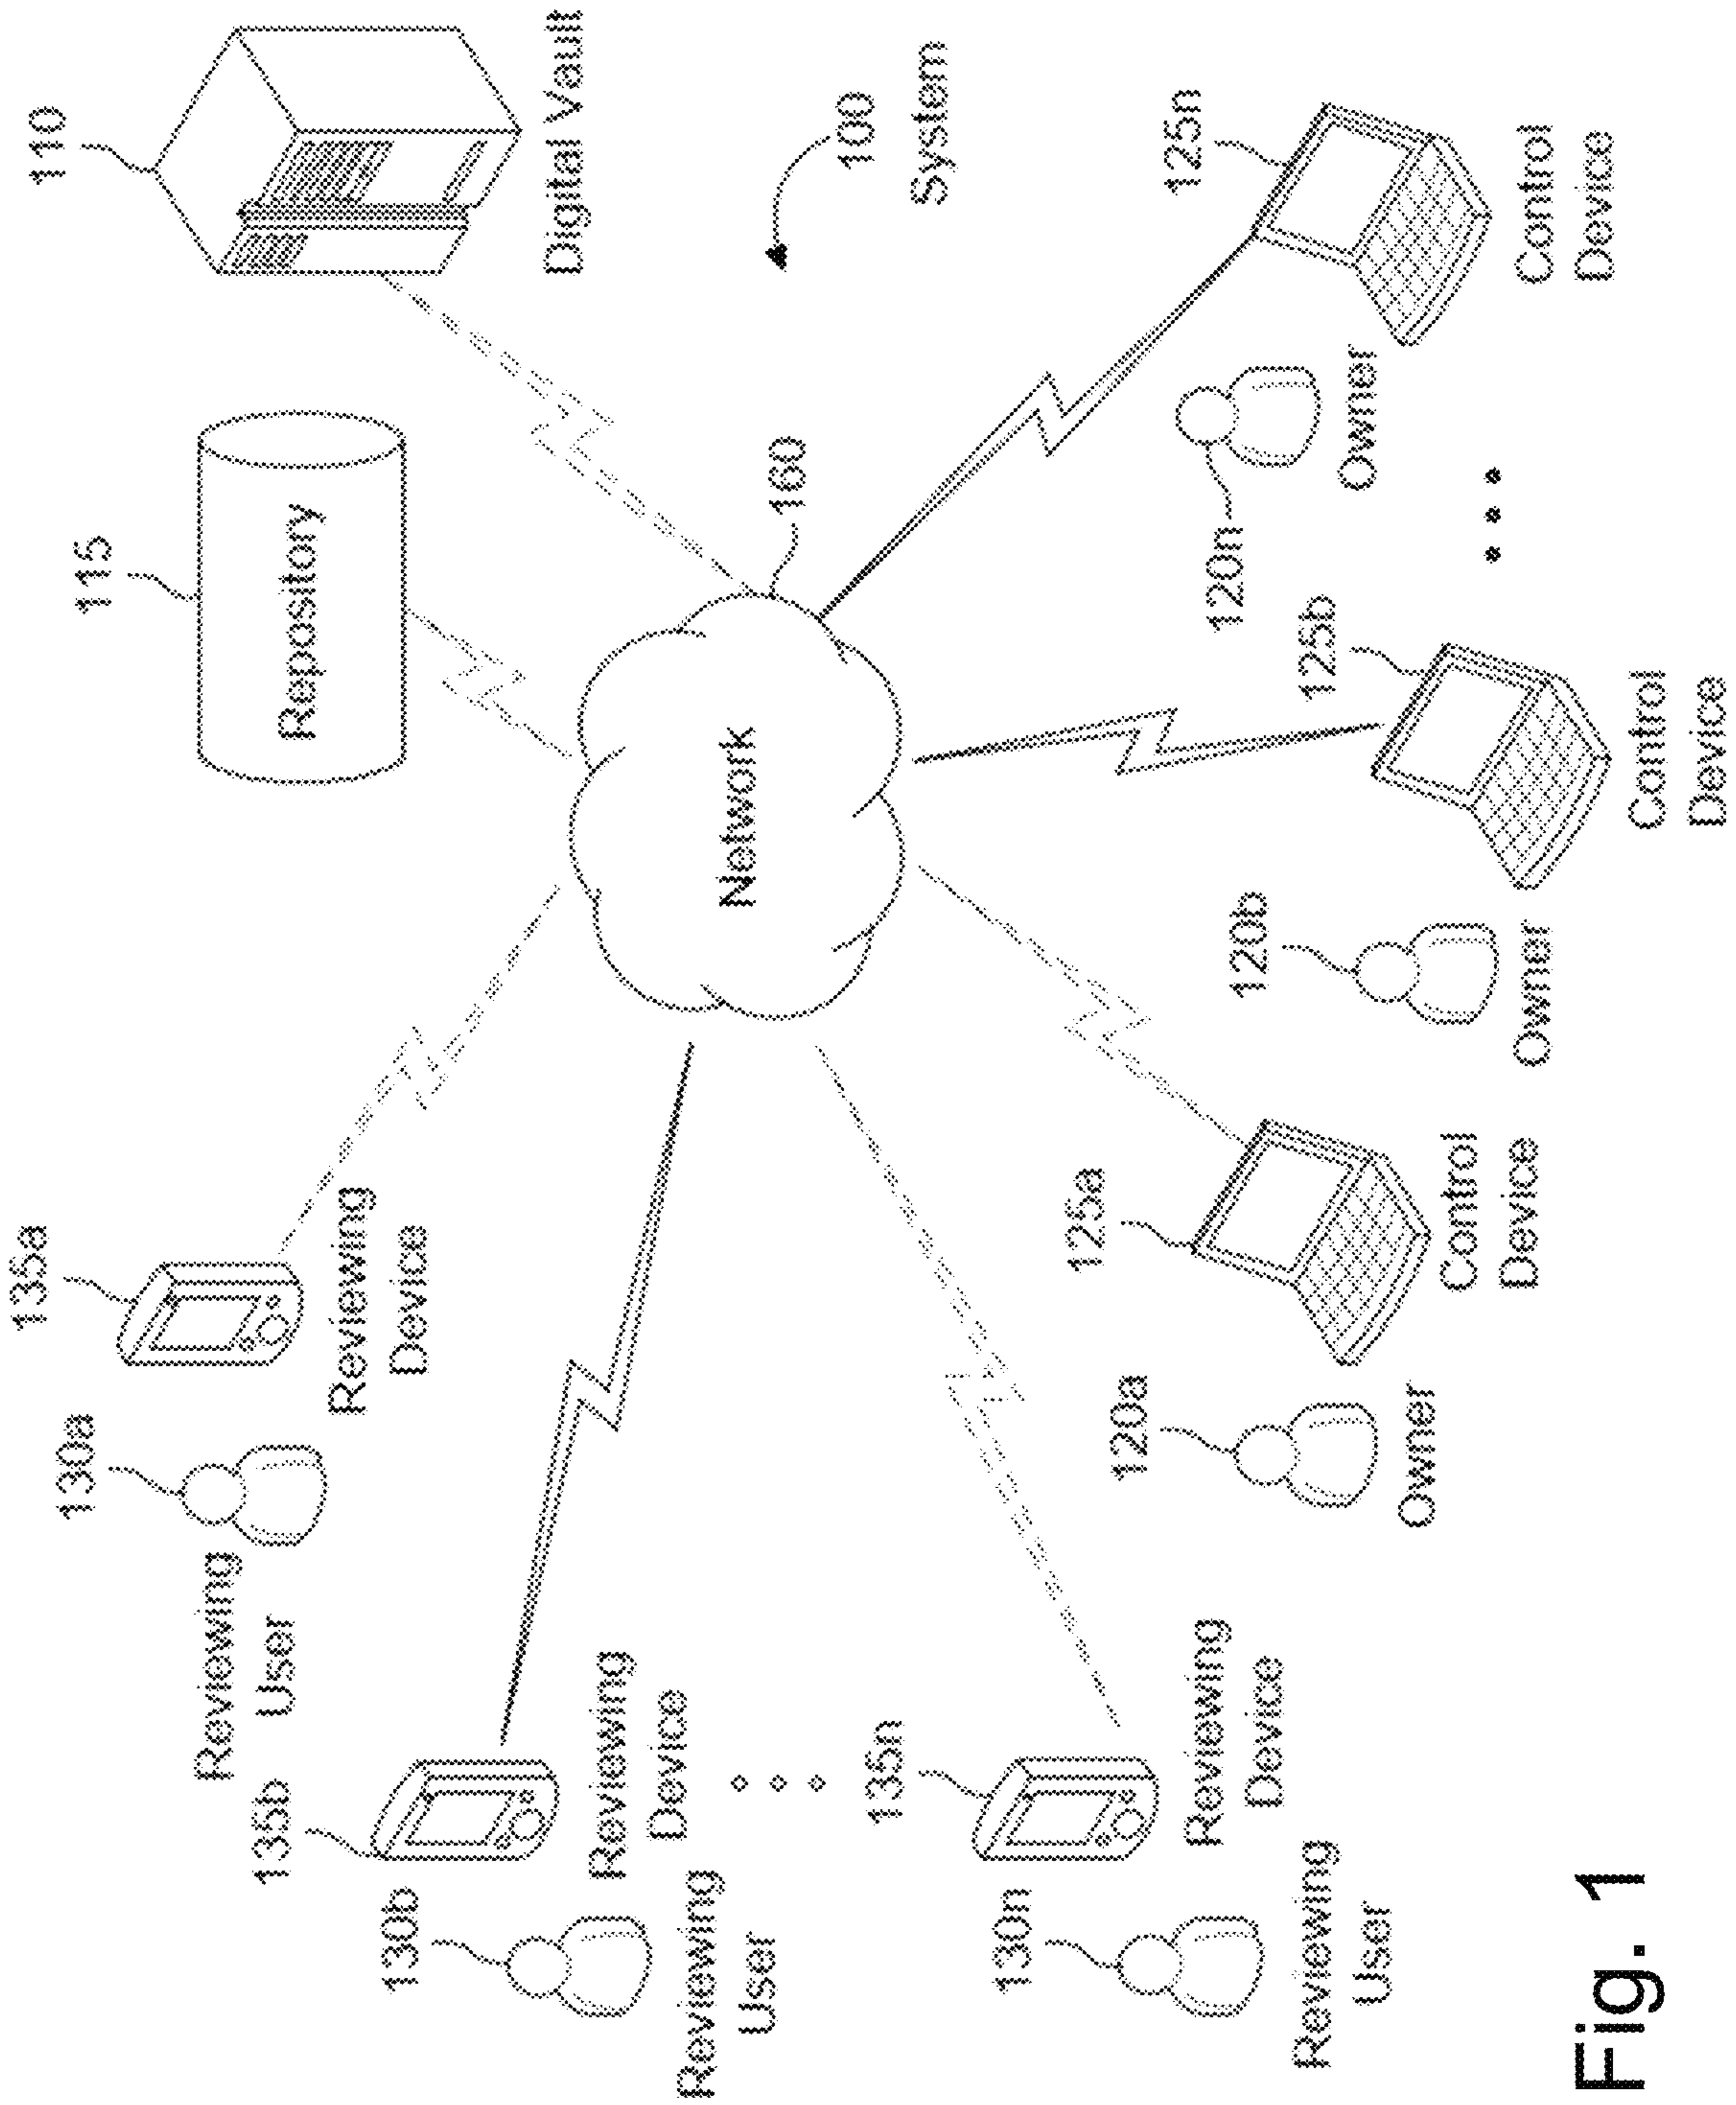 135a
130a
Reviewing
User
Reviewing
Device
115
Repository
110
Digital Vault
135b
130b
Reviewing
Device
Reviewing
User
Network
160
100
System
135n
130n
Reviewing
Device
Reviewing
User
120a
Owner
125a
Control
Device
120b
Owner
125b
Control
Device
120n
Owner
125n
Control
Device
Fig. 1